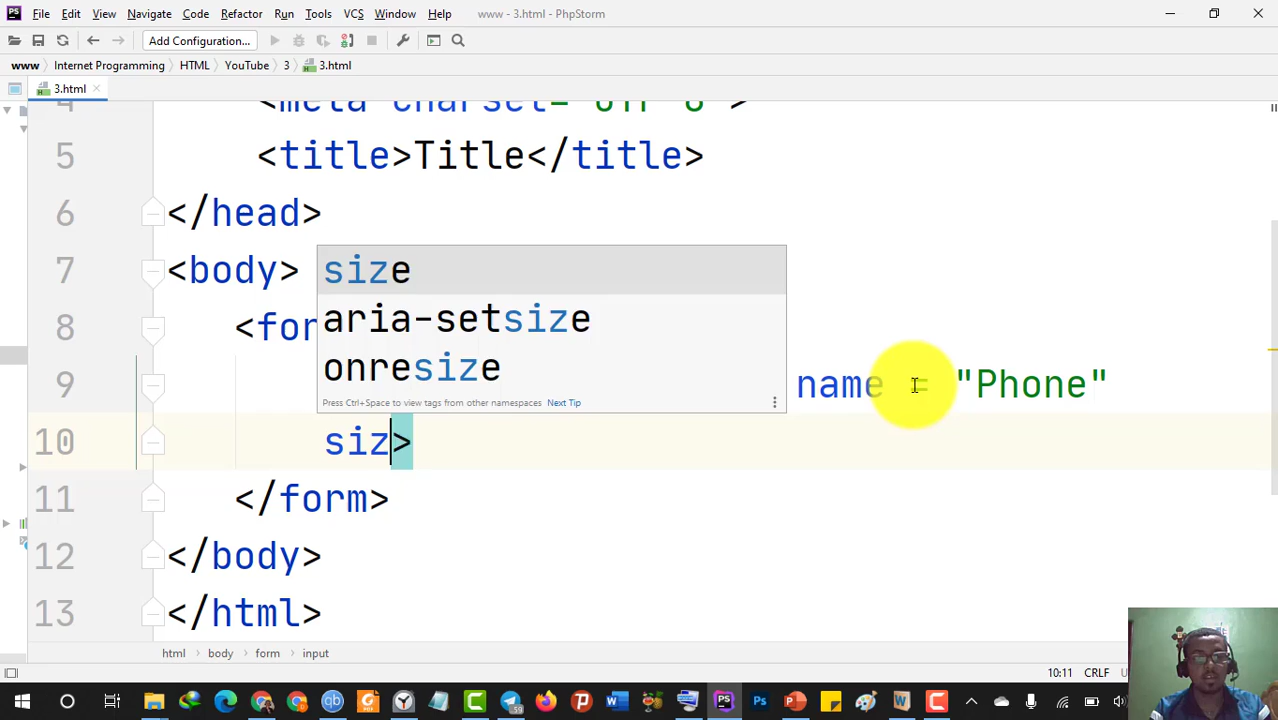 File Edit View Navigate Code Refactor Run Tools VCS Window Help www - 3.html - PhpStorm
Add Configuration...
www Internet Programming HTML YouTube 3 3.html
3.html
4
5 <title>Title</title>
6 </head>
7 <body>
8 <for
size
aria-setsize
onresize
Press Ctrl+Space to view tags from other namespaces Next Tip
9 name = "Phone"
10 siz>
11 </form>
12 </body>
13 </html>
html body form input
10:11 CRLF
59